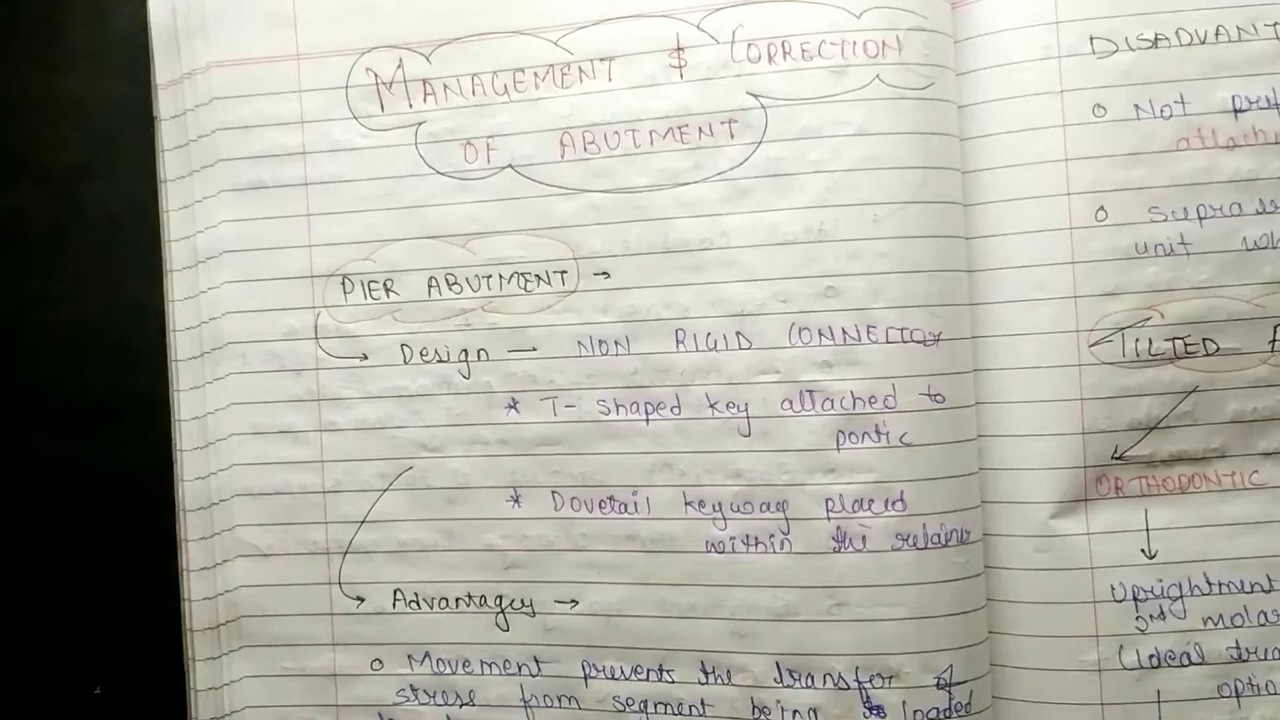 MANAGEMENT $ CORRECTION
OF ABUTMENT
PIER ABUTMENT →
→ Design — NON RIGID CONNECTOR
* T- shaped key attached to
pontic
* Dovetail keyway placed
within the retainer
→ Advantages →
o Movement prevents the transfer of
stress from segment being loaded
DISADVANT
o Not
attach
o Supra
unit
TILTED
ORTHODONTIC
↓
Uprightment
2nd molar
(Ideal
optio